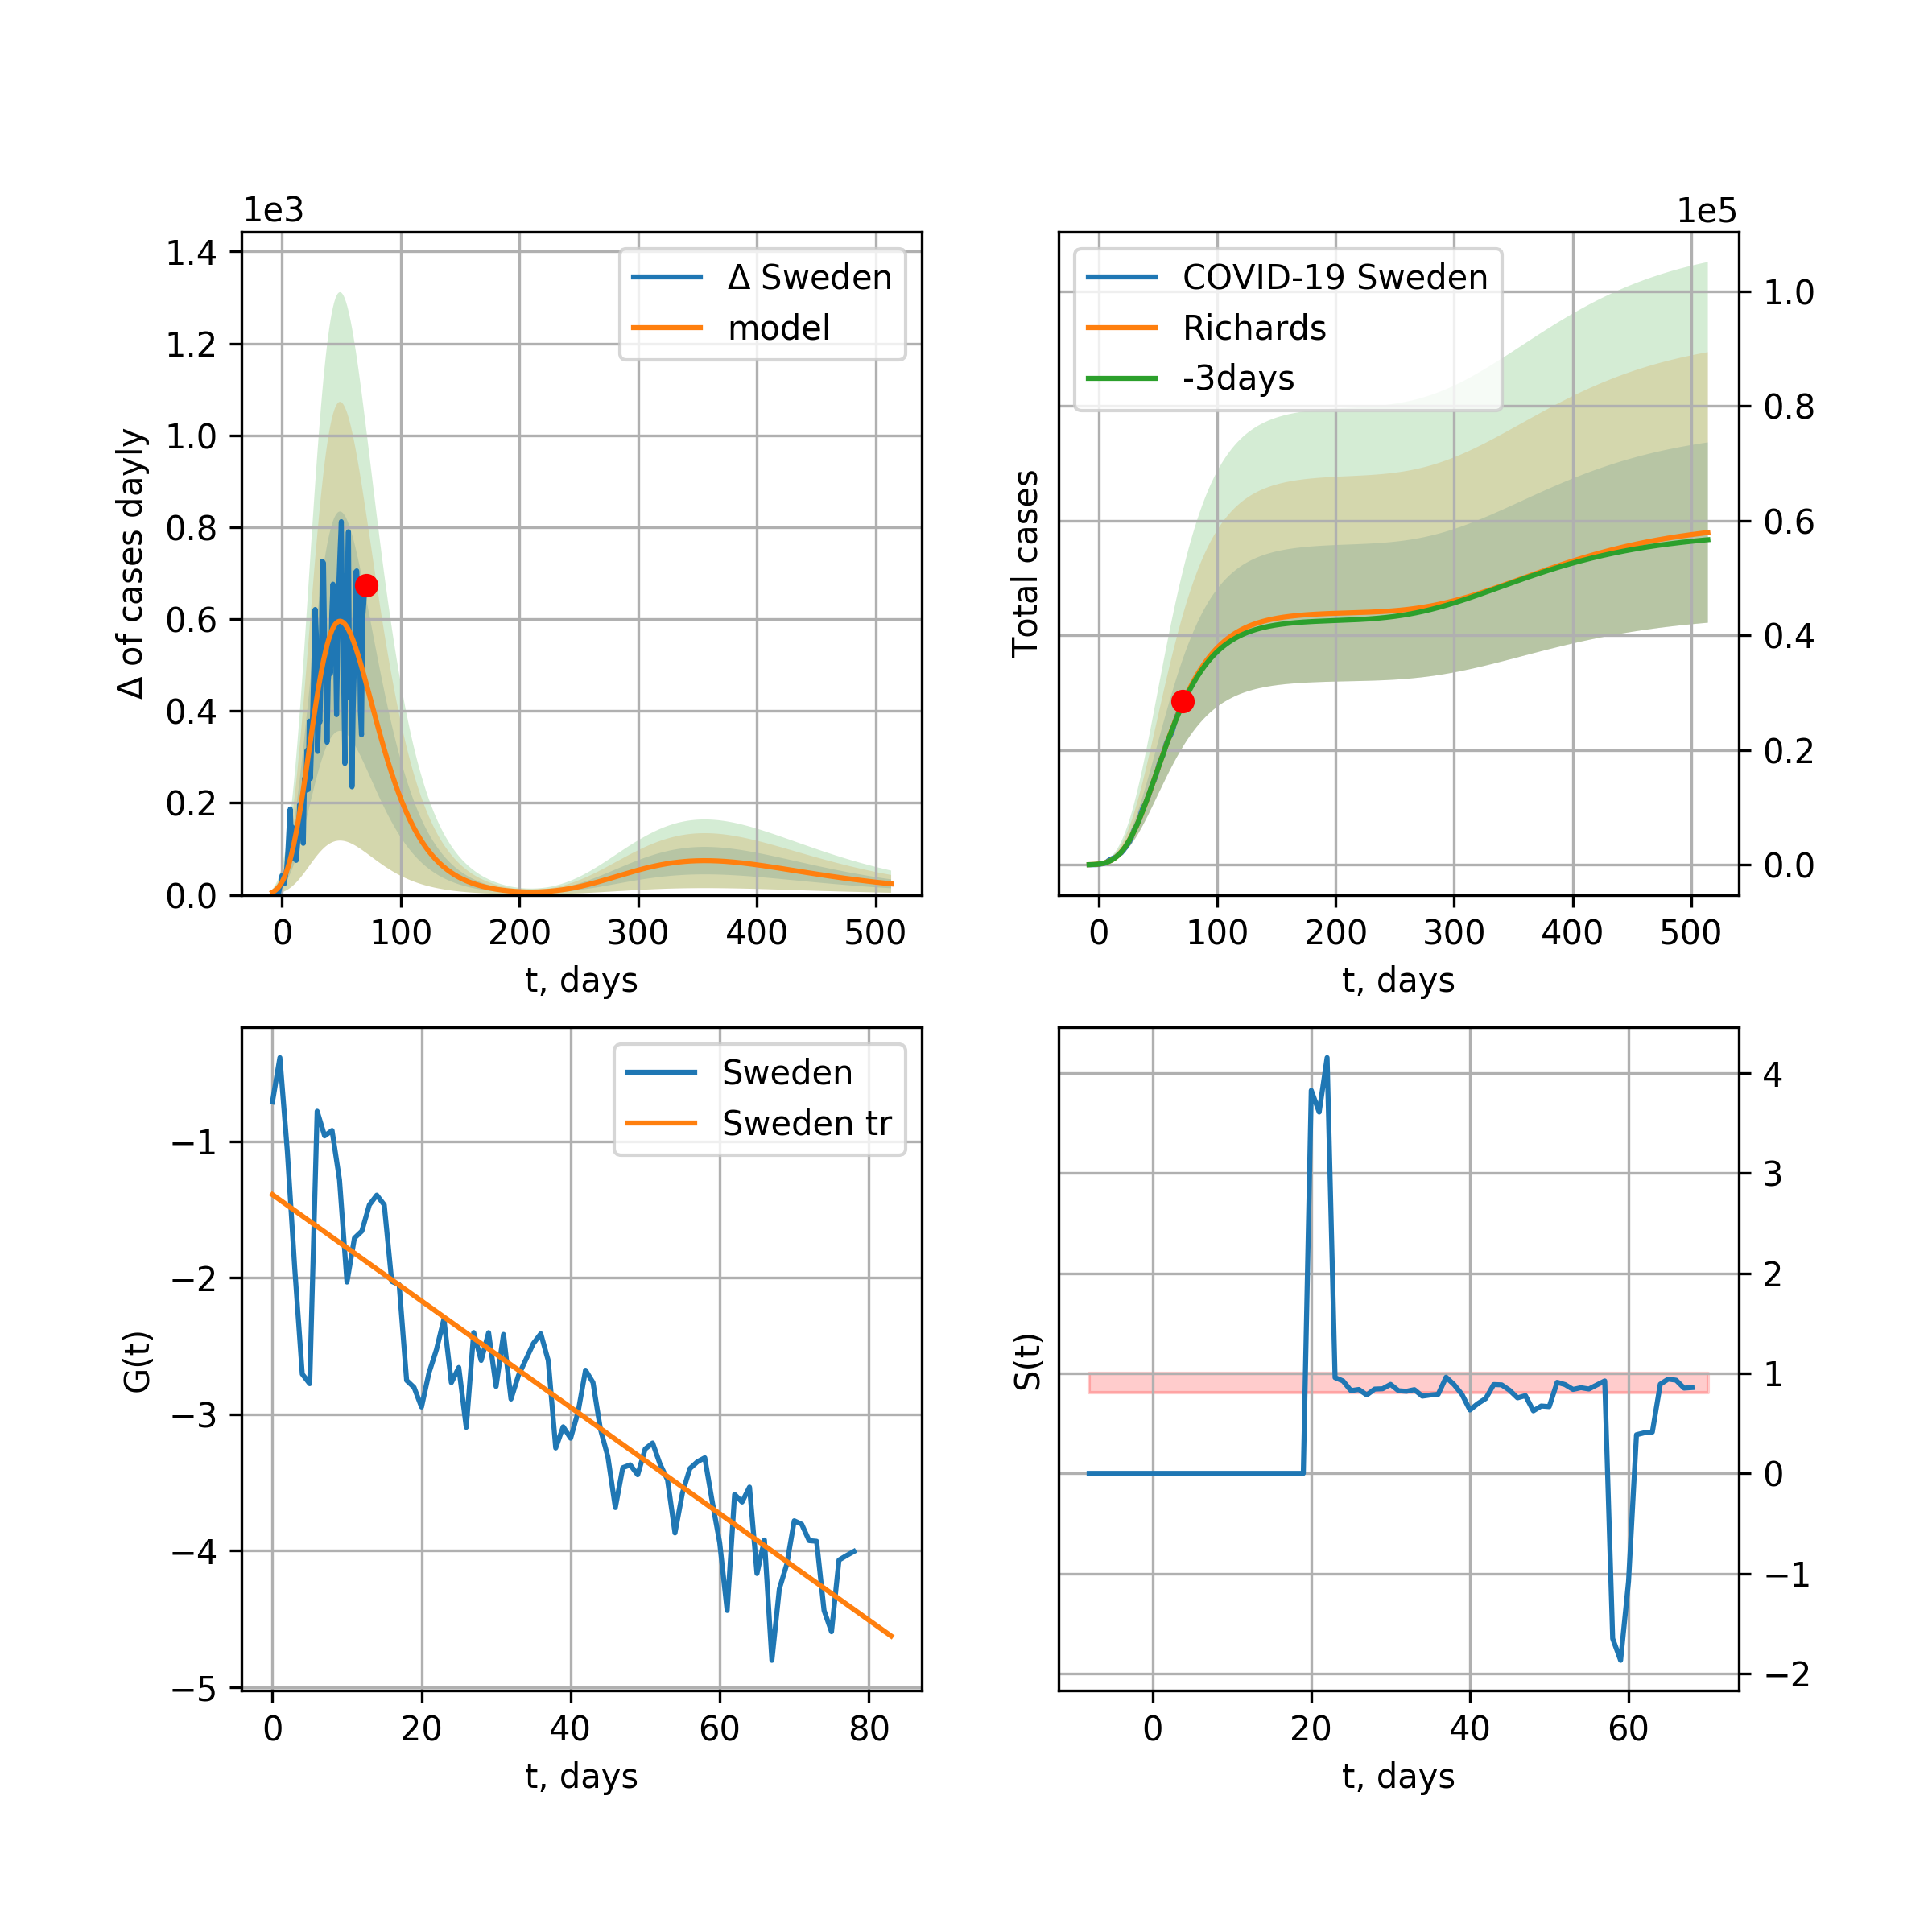 1e3
1.4
1.2
1.0
0.8
0.6
0.4
0.2
0.0
Δ of cases dayly
Δ Sweden
model
0 100 200 300 400 500
t, days
1e5
COVID-19 Sweden
Richards
-3days
Total cases
1.0
0.8
0.6
0.4
0.2
0.0
0 100 200 300 400 500
t, days
Sweden
Sweden tr
G(t)
−1
−2
−3
−4
−5
0 20 40 60 80
t, days
S(t)
4
3
2
1
0
−1
−2
0 20 40 60
t, days